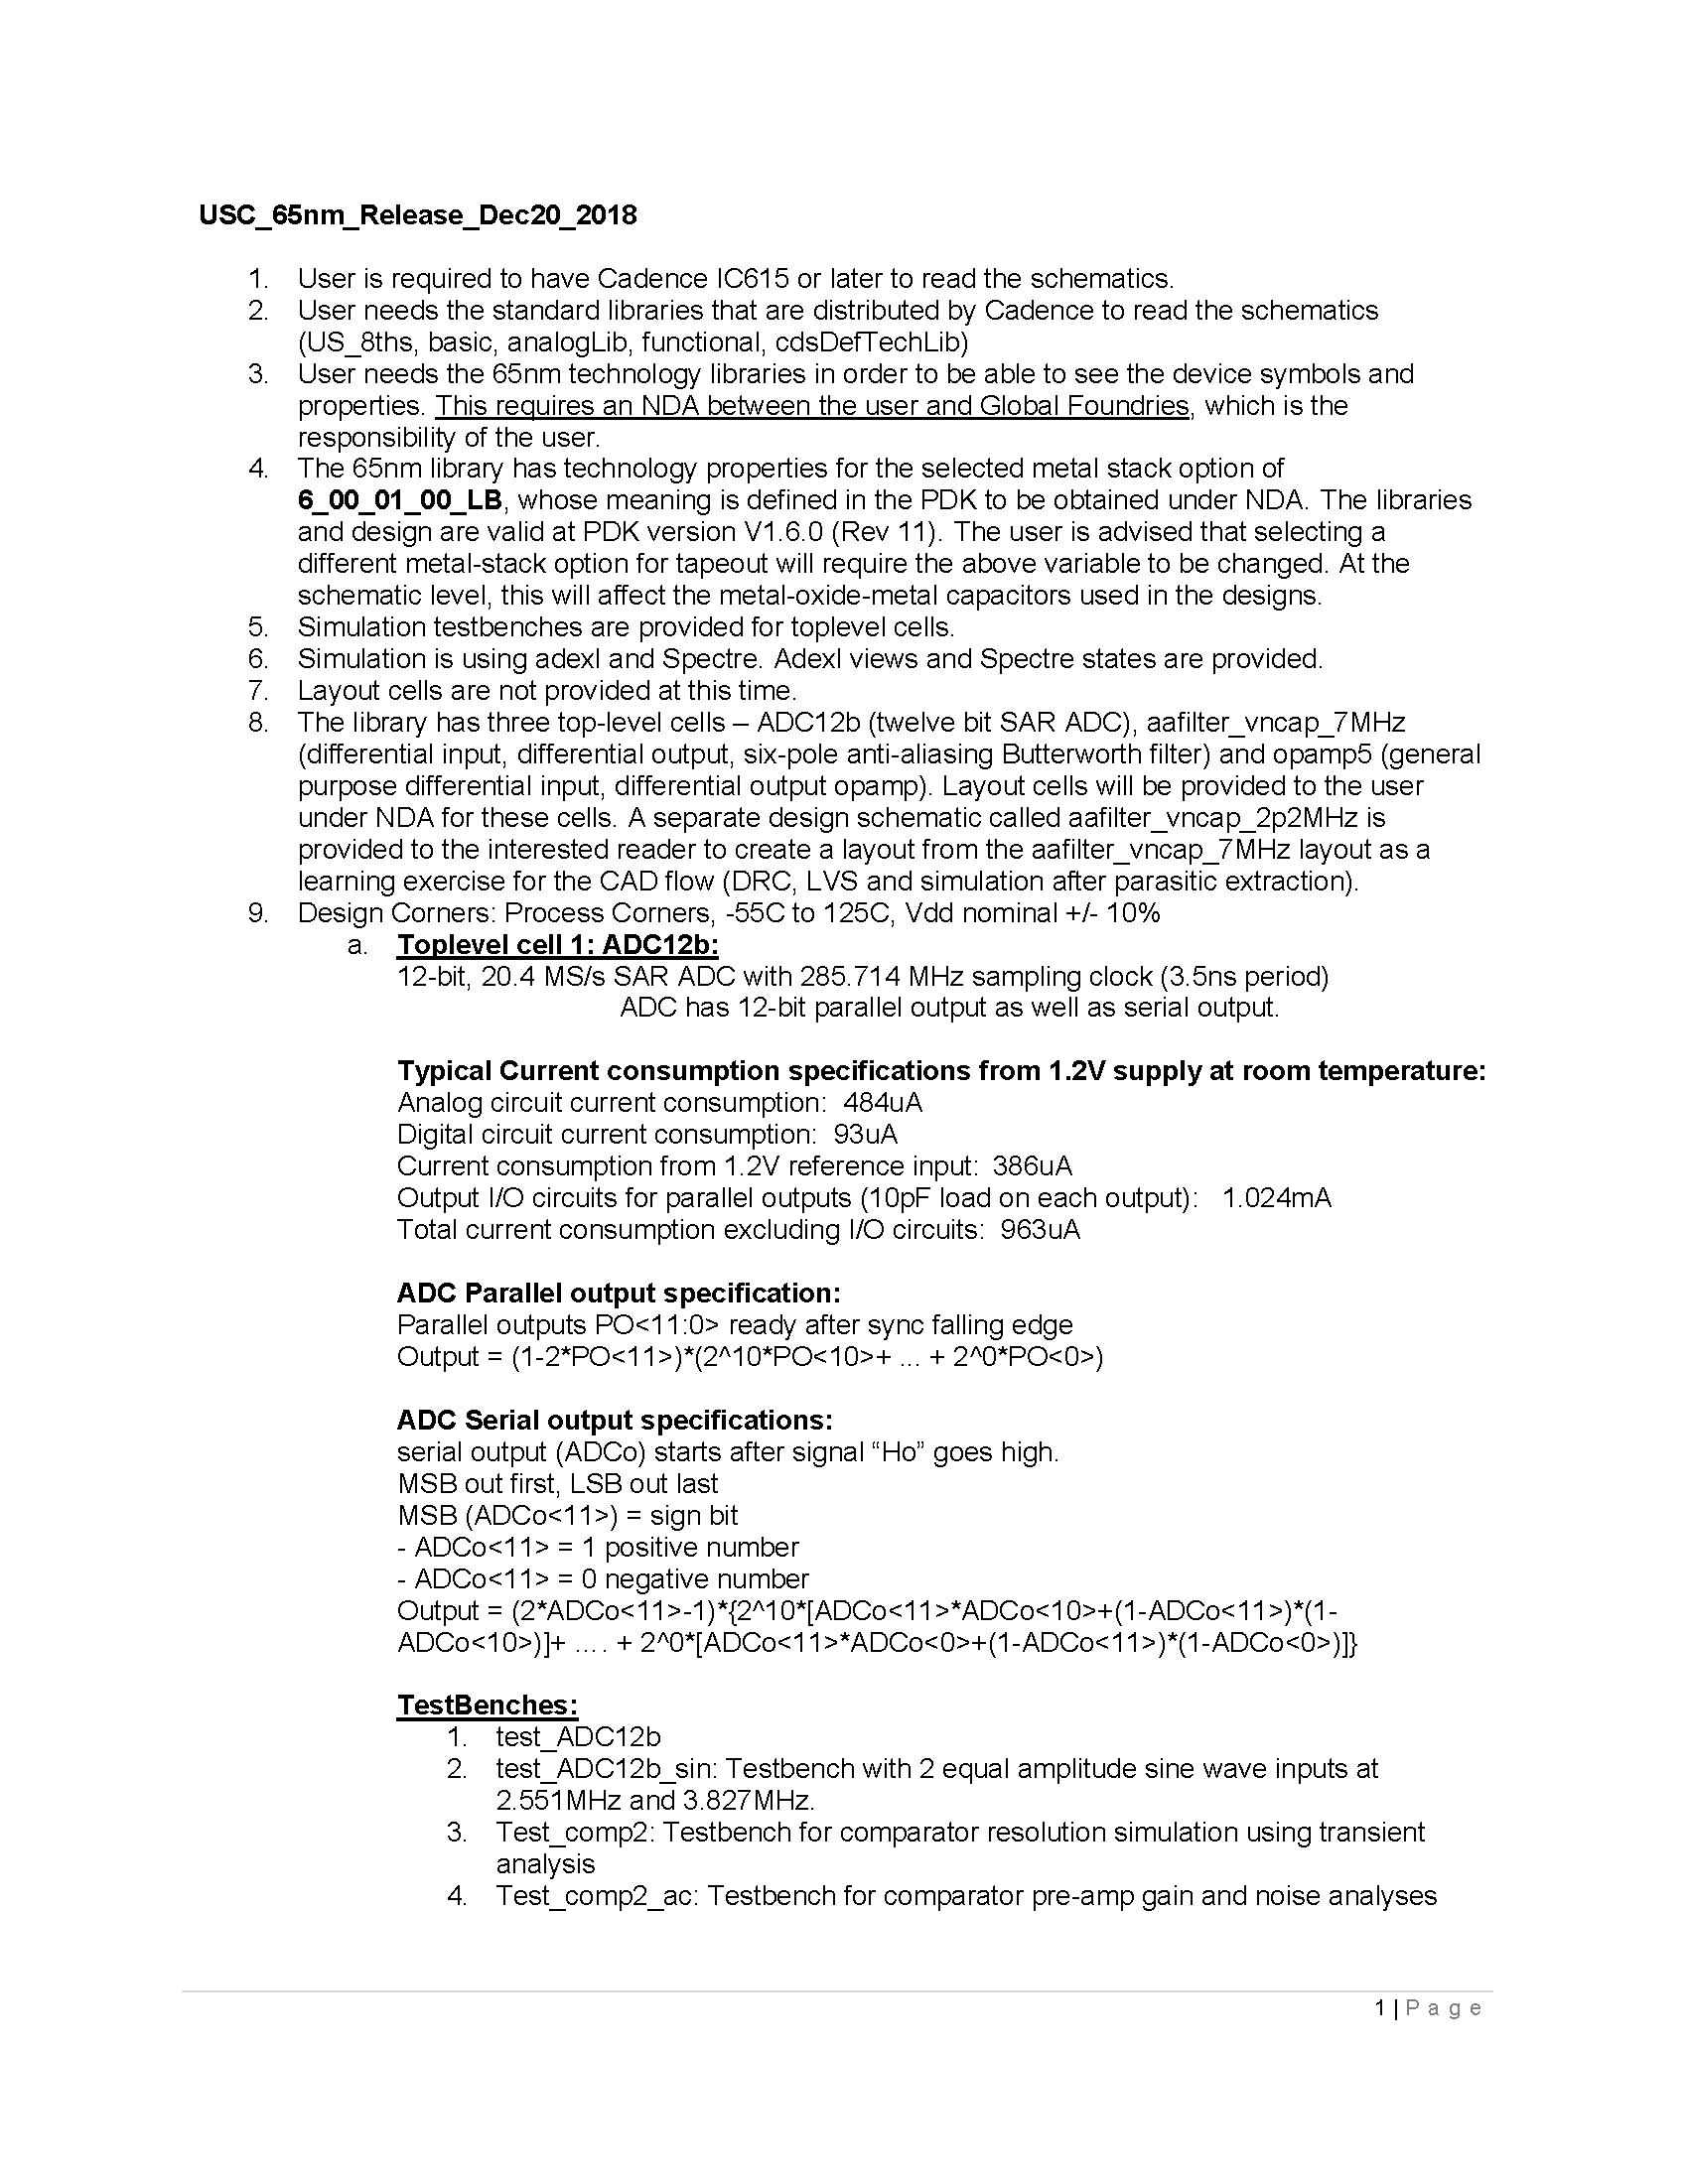 USC_65nm_Release_Dec20_2018
1. User is required to have Cadence IC615 or later to read the schematics.
2. User needs the standard libraries that are distributed by Cadence to read the schematics
(US_8ths, basic, analogLib, functional, cdsDefTechLib)
3. User needs the 65nm technology libraries in order to be able to see the device symbols and
properties. This requires an NDA between the user and Global Foundries, which is the
responsibility of the user.
4. The 65nm library has technology properties for the selected metal stack option of
6_00_01_00_LB, whose meaning is defined in the PDK to be obtained under NDA. The libraries
and design are valid at PDK version V1.6.0 (Rev 11). The user is advised that selecting a
different metal-stack option for tapeout will require the above variable to be changed. At the
schematic level, this will affect the metal-oxide-metal capacitors used in the designs.
5. Simulation testbenches are provided for toplevel cells.
6. Simulation is using adexl and Spectre. Adexl views and Spectre states are provided.
7. Layout cells are not provided at this time.
8. The library has three top-level cells – ADC12b (twelve bit SAR ADC), aafilter_vncap_7MHz
(differential input, differential output, six-pole anti-aliasing Butterworth filter) and opamp5 (general
purpose differential input, differential output opamp). Layout cells will be provided to the user
under NDA for these cells. A separate design schematic called aafilter_vncap_2p2MHz is
provided to the interested reader to create a layout from the aafilter_vncap_7MHz layout as a
learning exercise for the CAD flow (DRC, LVS and simulation after parasitic extraction).
9. Design Corners: Process Corners, -55C to 125C, Vdd nominal +/- 10%
a. Toplevel cell 1: ADC12b:
12-bit, 20.4 MS/s SAR ADC with 285.714 MHz sampling clock (3.5ns period)
ADC has 12-bit parallel output as well as serial output.
Typical Current consumption specifications from 1.2V supply at room temperature:
Analog circuit current consumption: 484uA
Digital circuit current consumption: 93uA
Current consumption from 1.2V reference input: 386uA
Output I/O circuits for parallel outputs (10pF load on each output): 1.024mA
Total current consumption excluding I/O circuits: 963uA
ADC Parallel output specification:
Parallel outputs PO<11:0> ready after sync falling edge
Output = (1-2*PO<11>)*(2^10*PO<10>+ ... + 2^0*PO<0>)
ADC Serial output specifications:
serial output (ADCo) starts after signal “Ho” goes high.
MSB out first, LSB out last
MSB (ADCo<11>) = sign bit
- ADCo<11> = 1 positive number
- ADCo<11> = 0 negative number
Output = (2*ADCo<11>-1)*{2^10*[ADCo<11>*ADCo<10>+(1-ADCo<11>)*(1-
ADCo<10>)]+ .... + 2^0*[ADCo<11>*ADCo<0>+(1-ADCo<11>)*(1-ADCo<0>)]}
TestBenches:
1. test_ADC12b
2. test_ADC12b_sin: Testbench with 2 equal amplitude sine wave inputs at
2.551MHz and 3.827MHz.
3. Test_comp2: Testbench for comparator resolution simulation using transient
analysis
4. Test_comp2_ac: Testbench for comparator pre-amp gain and noise analyses
1 | Page